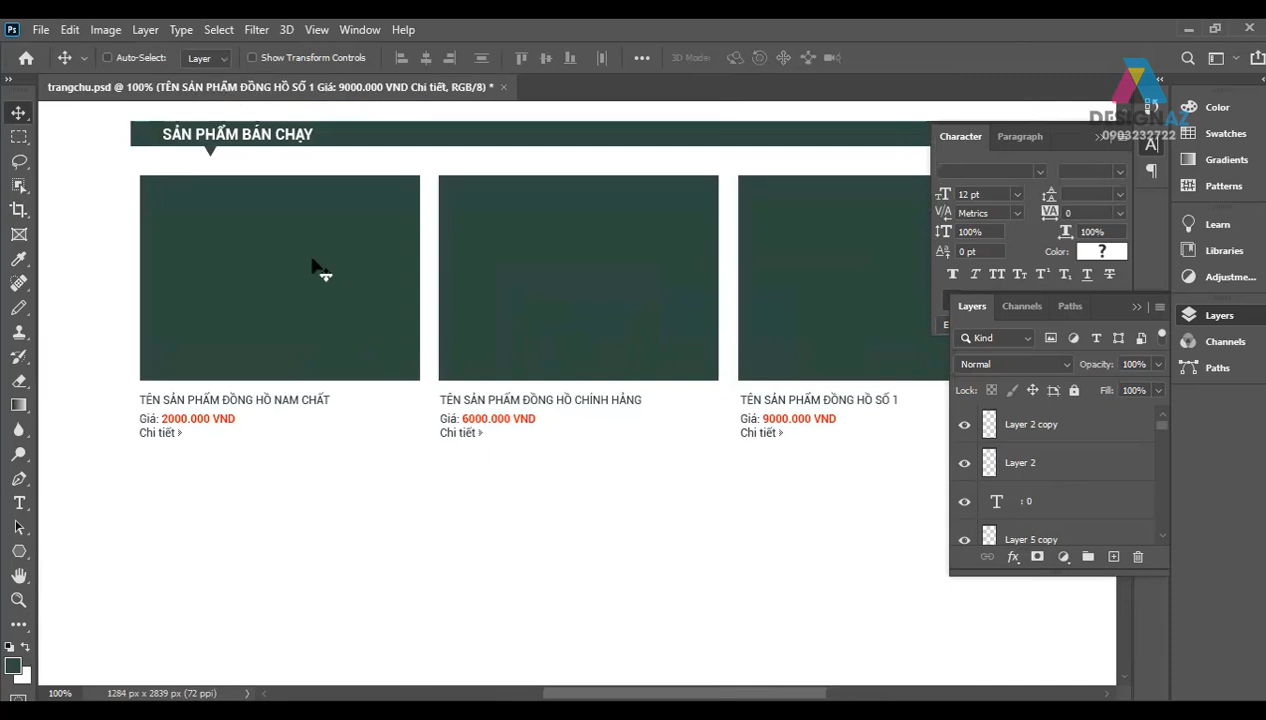 File Edit Image Layer Type Select Filter 3D View Window Help
Auto-Select: Layer Show Transform Controls 3D Mode:
trangchu.psd @ 100% (TÊN SẢN PHẨM ĐỒNG HỒ SỐ 1 Giá: 9000.000 VND Chi tiết, RGB/8) *
DESIGNAZ
0903232722
SẢN PHẨM BÁN CHẠY
TÊN SẢN PHẨM ĐỒNG HỒ NAM CHẤT
Giá: 2000.000 VND
Chi tiết
TÊN SẢN PHẨM ĐỒNG HỒ CHÍNH HÃNG
Giá: 6000.000 VND
Chi tiết
TÊN SẢN PHẨM ĐỒNG HỒ SỐ 1
Giá: 9000.000 VND
Chi tiết
Character Paragraph
12 pt
Metrics 0
100% 100%
0 pt Color: ?
Layers Channels Paths
Kind
Normal Opacity: 100%
Lock: Fill: 100%
Layer 2 copy
Layer 2
: 0
Layer 5 copy
Color
Swatches
Gradients
Patterns
Learn
Libraries
Adjustme...
Layers
Channels
Paths
100% 1284 px x 2839 px (72 ppi)